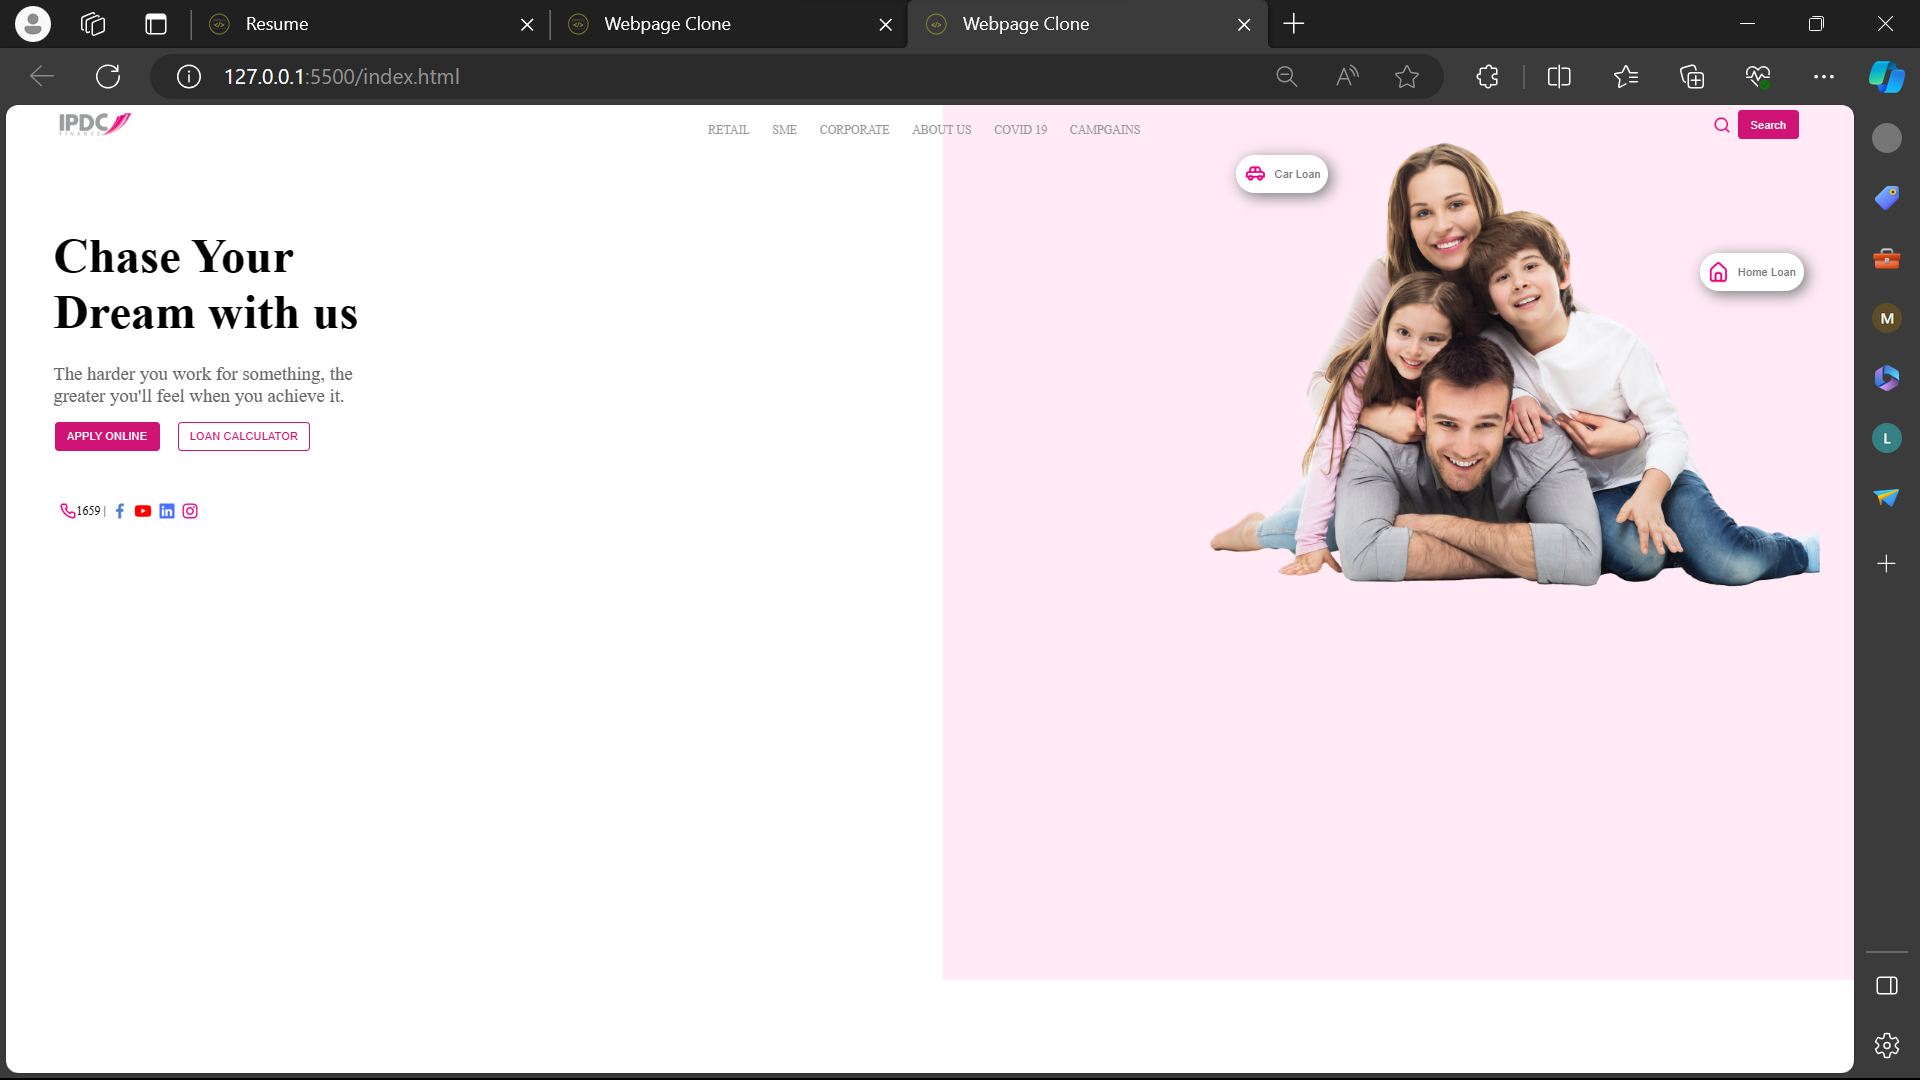 Resume
Webpage Clone
Webpage Clone
127.0.0.1:5500/index.html
IPDC
FINANCE
RETAIL SME CORPORATE ABOUT US COVID 19 CAMPGAINS
Search
Car Loan
Home Loan
Chase Your
Dream with us
The harder you work for something, the
greater you'll feel when you achieve it.
APPLY ONLINE LOAN CALCULATOR
1659 |
M
L